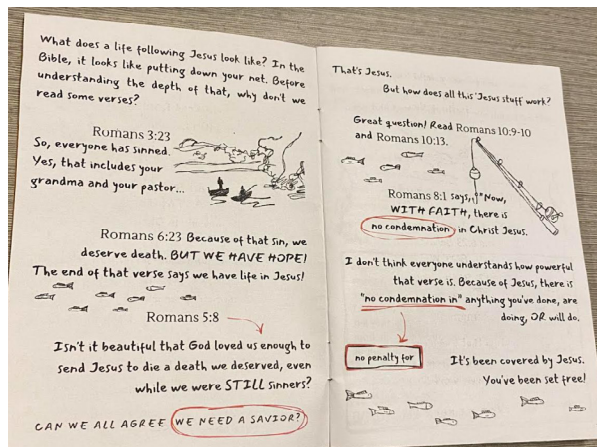 What does a life following Jesus look like? In the
Bible, it looks like putting down your net. Before
understanding the depth of that, why don't we
read some verses?
Romans 3:23
So, everyone has sinned.
Yes, that includes your
grandma and your pastor...
Romans 6:23 Because of that sin, we
deserve death. BUT WE HAVE HOPE!
The end of that verse says we have life in Jesus!
Romans 5:8
Isn't it beautiful that God loved us enough to
send Jesus to die a death we deserved, even
while we were STILL sinners?
CAN WE ALL AGREE WE NEED A SAVIOR?
That's Jesus.
But how does all this 'Jesus stuff' work?
Great question! Read Romans 10:9-10
and Romans 10:13.
Romans 8:1 says, "Now,
WITH FAITH, there is
no condemnation in Christ Jesus.
I don't think everyone understands how powerful
that verse is. Because of Jesus, there is
"no condemnation in" anything you've done, are
doing, OR will do.
no penalty for
It's been covered by Jesus.
You've been set free!